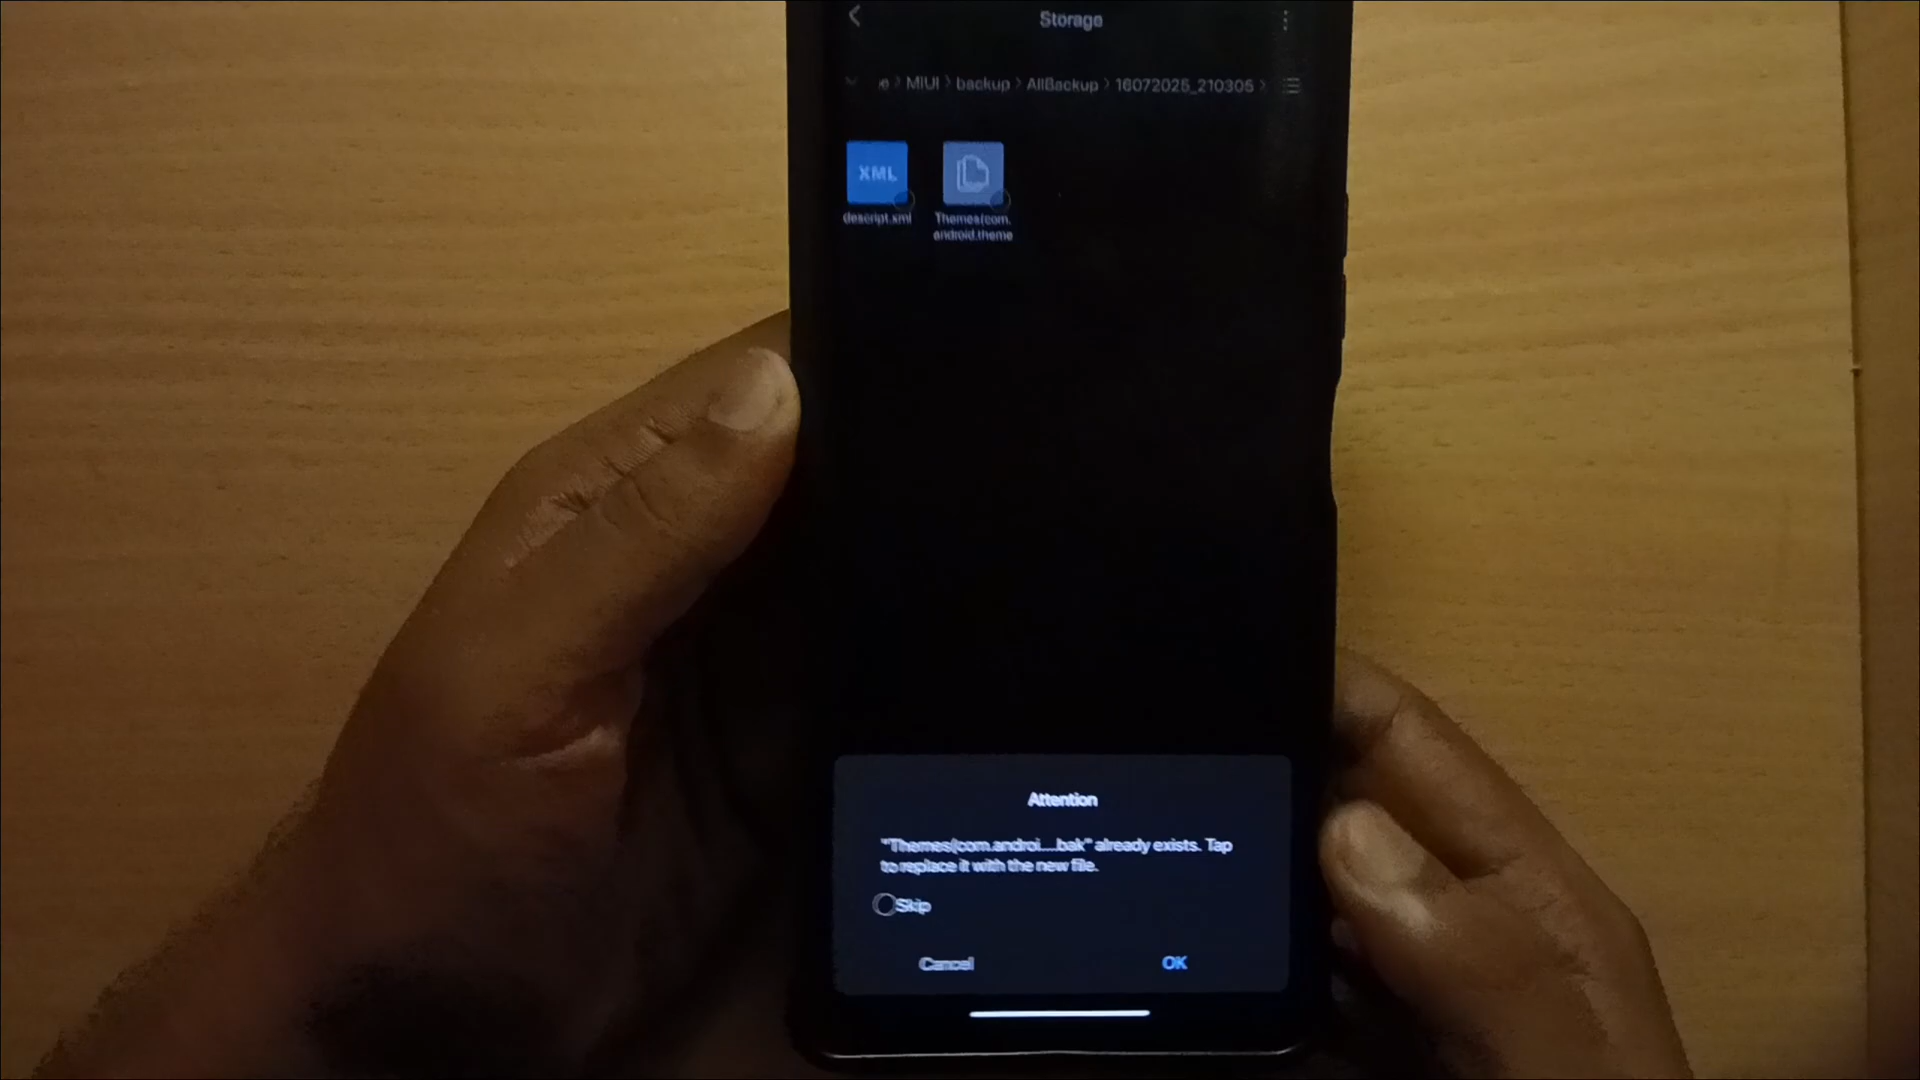 Storage
MIUI > backup > AllBackup > 16072025_210305 >
XML
descript.xml
Themes(com.
android.theme
Attention
"Themes(com.androi....bak" already exists. Tap
to replace it with the new file.
Skip
Cancel
OK